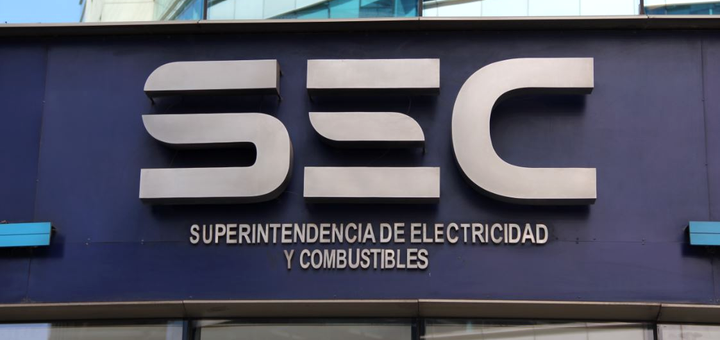 SEC
SUPERINTENDENCIA DE ELECTRICIDAD
Y COMBUSTIBLES